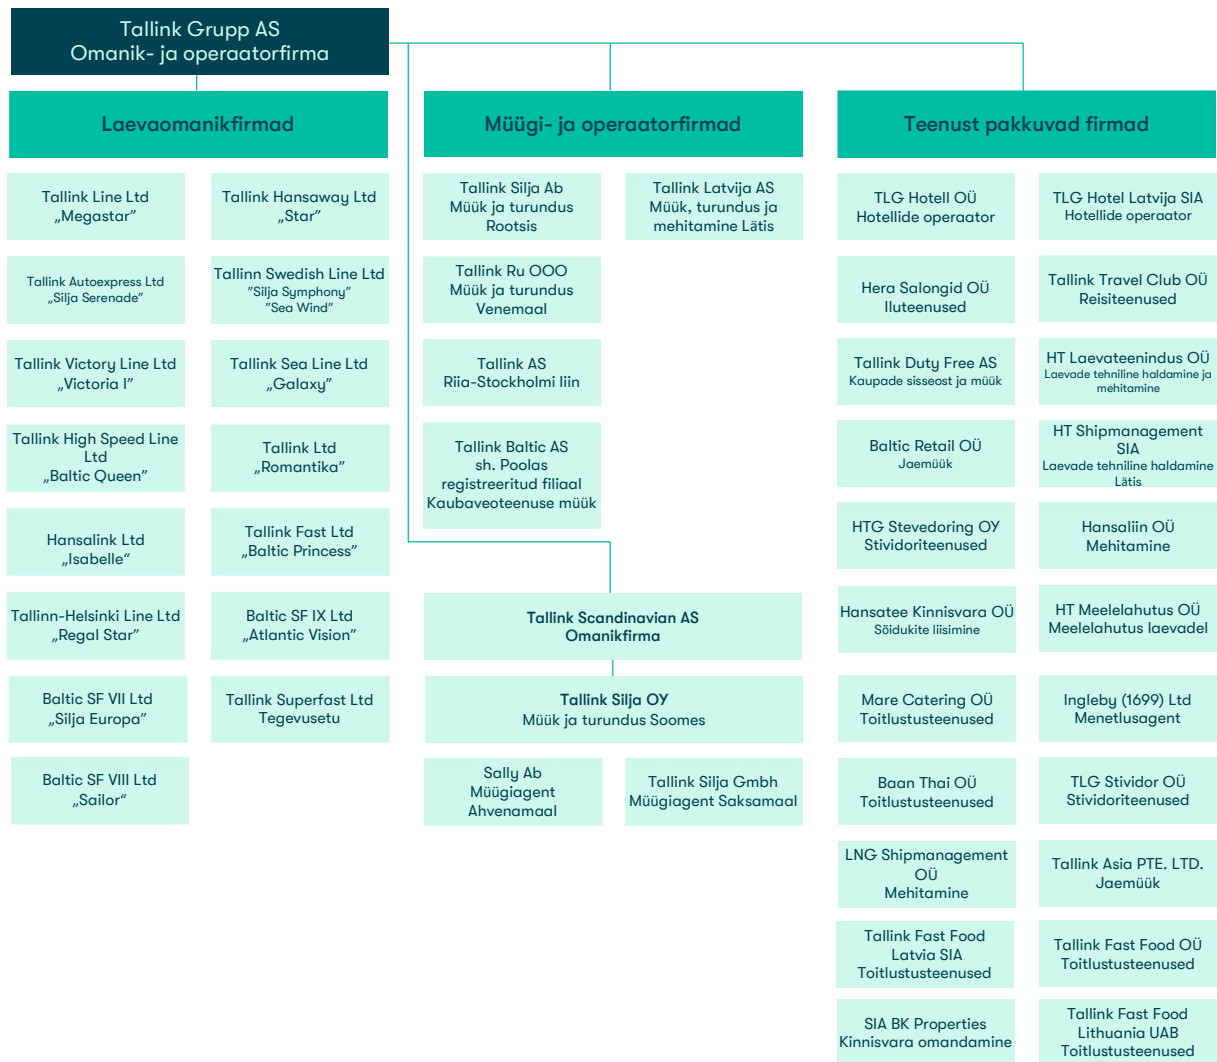 Tallink Grupp AS
Omanik- ja operaatorfirma
Laevaomanikfirmad
Tallink Line Ltd
„Megastar”
Tallink Hansaway Ltd
„Star”
Tallink Autoexpress Ltd
„Silja Serenade”
Tallinn Swedish Line Ltd
”Silja Symphony”
”Sea Wind”
Tallink Victory Line Ltd
„Victoria I”
Tallink Sea Line Ltd
„Galaxy”
Tallink High Speed Line
Ltd
„Baltic Queen”
Tallink Ltd
„Romantika”
Hansalink Ltd
„Isabelle“
Tallink Fast Ltd
„Baltic Princess”
Tallinn-Helsinki Line Ltd
„Regal Star”
Baltic SF IX Ltd
„Atlantic Vision”
Baltic SF VII Ltd
„Silja Europa”
Tallink Superfast Ltd
Tegevusetu
Baltic SF VIII Ltd
„Sailor”
Müügi- ja operaatorfirmad
Tallink Silja Ab
Müük ja turundus
Rootsis
Tallink Latvija AS
Müük, turundus ja
mehitamine Lätis
Tallink Ru OOO
Müük ja turundus
Venemaal
Tallink AS
Riia-Stockholmi liin
Tallink Baltic AS
sh. Poolas
registreeritud filiaal
Kaubaveoteenuse müük
Tallink Scandinavian AS
Omanikfirma
Tallink Silja OY
Müük ja turundus Soomes
Sally Ab
Müügiagent
Ahvenamaal
Tallink Silja Gmbh
Müügiagent Saksamaal
Teenust pakkuvad firmad
TLG Hotell OÜ
Hotellide operaator
TLG Hotel Latvija SIA
Hotellide operaator
Hera Salongid OÜ
Iluteenused
Tallink Travel Club OÜ
Reisiteenused
Tallink Duty Free AS
Kaupade sisseost ja müük
HT Laevateenindus OÜ
Laevade tehniline haldamine ja
mehitamine
Baltic Retail OÜ
Jaemüük
HT Shipmanagement
SIA
Laevade tehniline haldamine
Lätis
HTG Stevedoring OY
Stividoriteenused
Hansaliin OÜ
Mehitamine
Hansatee Kinnisvara OÜ
Sõidukite liisimine
HT Meelelahutus OÜ
Meelelahutus laevadel
Mare Catering OÜ
Toitlustusteenused
Ingleby (1699) Ltd
Menetlusagent
Baan Thai OÜ
Toitlustusteenused
TLG Stividor OÜ
Stividoriteenused
LNG Shipmanagement
OÜ
Mehitamine
Tallink Asia PTE. LTD.
Jaemüük
Tallink Fast Food
Latvia SIA
Toitlustusteenused
Tallink Fast Food OÜ
Toitlustusteenused
SIA BK Properties
Kinnisvara omandamine
Tallink Fast Food
Lithuania UAB
Toitlustusteenused